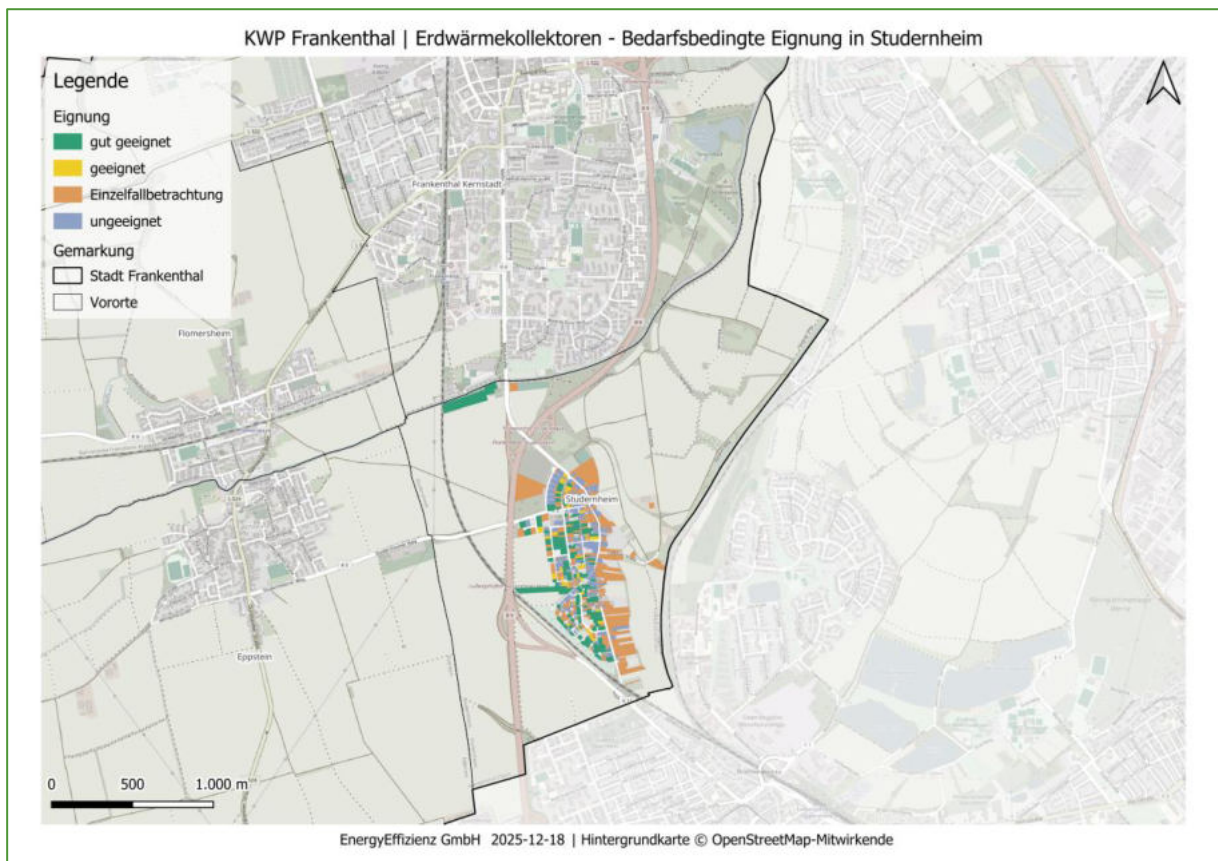 KWP Frankenthal | Erdwärmekollektoren - Bedarfsbedingte Eignung in Studernheim
Legende
Eignung
gut geeignet
geeignet
Einzelfallbetrachtung
ungeeignet
Gemarkung
Stadt Frankenthal
Vororte
Frankenthal Kernstadt
Flomersheim
Studernheim
Eppstein
0 500 1.000 m
EnergyEffizienz GmbH 2025-12-18 | Hintergrundkarte © OpenStreetMap-Mitwirkende